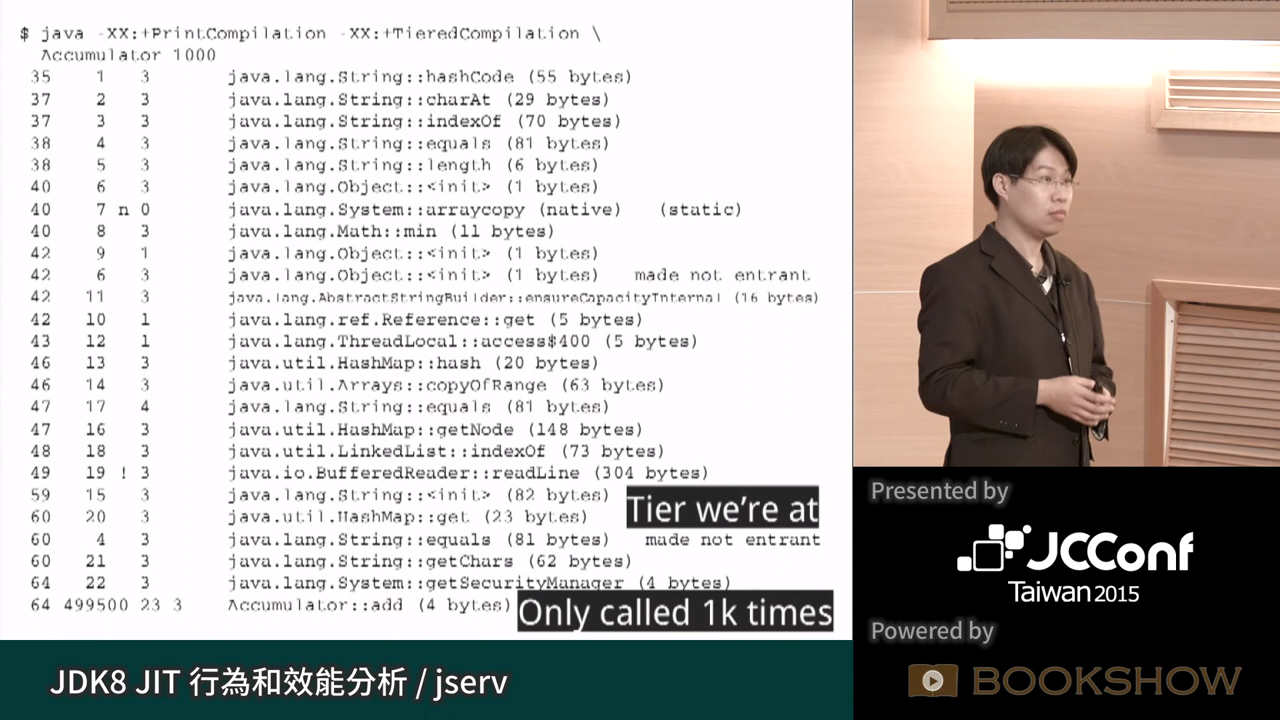 $ java -XX:+PrintCompilation -XX:+TieredCompilation \
Accumulator 1000
35 1 3 java.lang.String::hashCode (55 bytes)
37 2 3 java.lang.String::charAt (29 bytes)
37 3 3 java.lang.String::indexOf (70 bytes)
38 4 3 java.lang.String::equals (81 bytes)
38 5 3 java.lang.String::length (6 bytes)
40 6 3 java.lang.Object::<init> (1 bytes)
40 7 n 0 java.lang.System::arraycopy (native) (static)
40 8 3 java.lang.Math::min (11 bytes)
42 9 1 java.lang.Object::<init> (1 bytes)
42 6 3 java.lang.Object::<init> (1 bytes) made not entrant
42 11 3 java.lang.AbstractStringBuilder::ensureCapacityInternal (16 bytes)
42 10 1 java.lang.ref.Reference::get (5 bytes)
43 12 1 java.lang.ThreadLocal::access$400 (5 bytes)
46 13 3 java.util.HashMap::hash (20 bytes)
46 14 3 java.util.Arrays::copyOfRange (63 bytes)
47 17 4 java.lang.String::equals (81 bytes)
47 16 3 java.util.HashMap::getNode (148 bytes)
48 18 3 java.util.LinkedList::indexOf (73 bytes)
49 19 ! 3 java.io.BufferedReader::readLine (304 bytes)
59 15 3 java.lang.String::<init> (82 bytes)
60 20 3 java.util.HashMap::get (23 bytes)
Tier we're at
60 4 3 java.lang.String::equals (81 bytes) made not entrant
60 21 3 java.lang.String::getChars (62 bytes)
64 22 3 java.lang.System::getSecurityManager (4 bytes)
64 499500 23 3 Accumulator::add (4 bytes)
Only called 1k times
JDK8 JIT 行為和效能分析 / jserv
Presented by
JCConf
Taiwan 2015
Powered by
BOOKSHOW